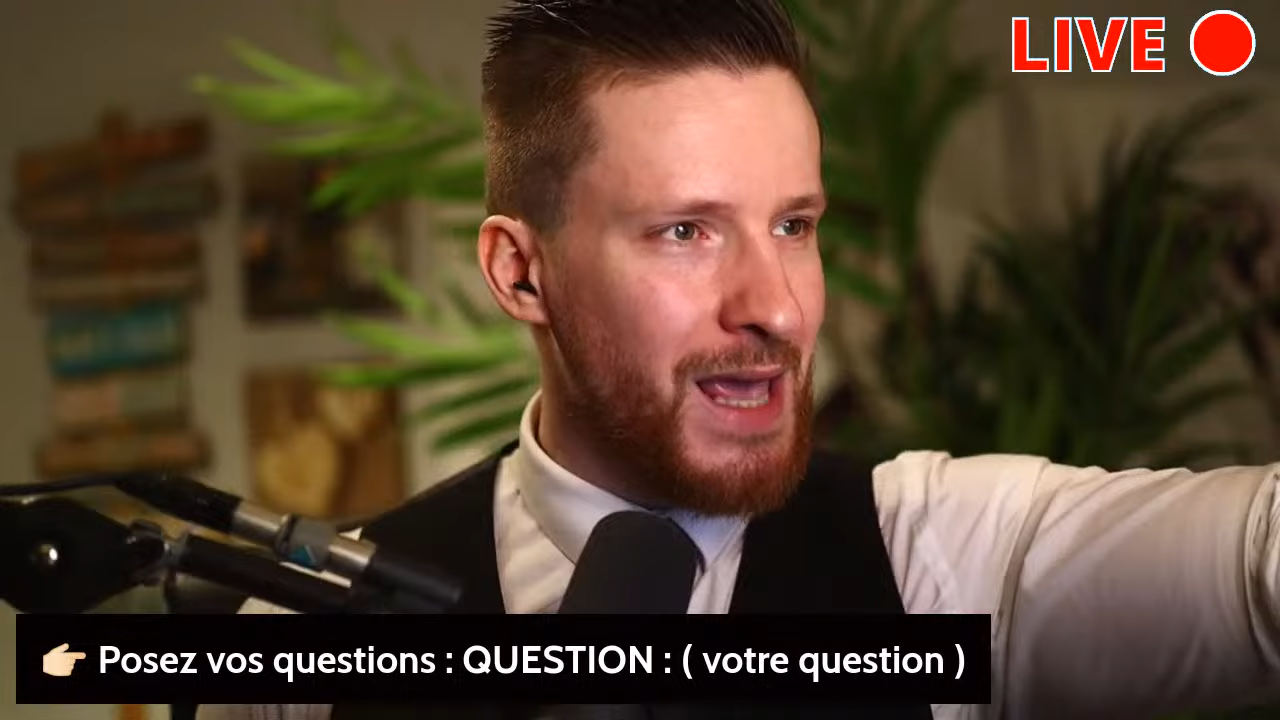 LIVE
👉🏻 Posez vos questions : QUESTION : ( votre question )